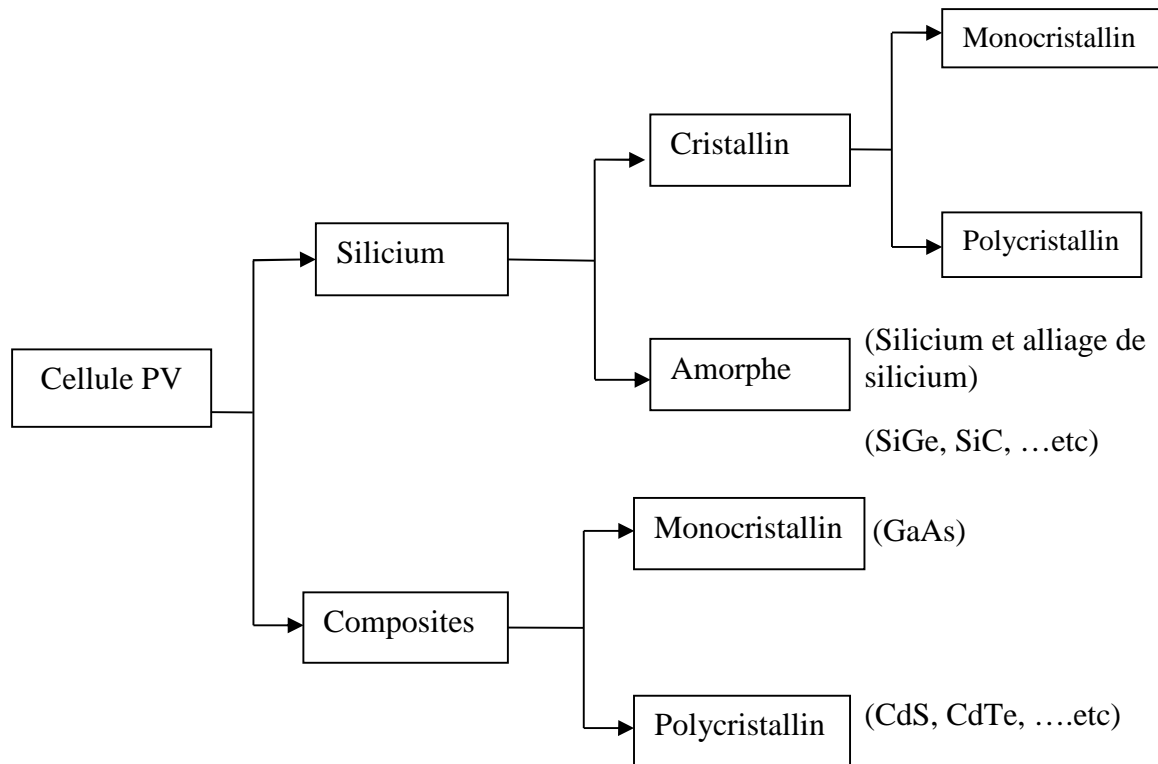 Monocristallin
Cristallin
Silicium
Polycristallin
(Silicium et alliage de
silicium)
Cellule PV
Amorphe
(SiGe, SiC, …etc)
Monocristallin
(GaAs)
Composites
Polycristallin
(CdS, CdTe, ….etc)